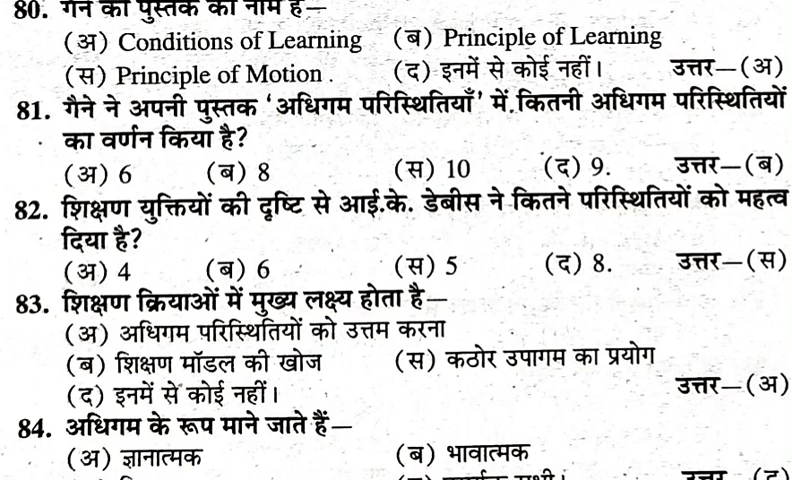 80. गैने की पुस्तक का नाम है—
(अ) Conditions of Learning (ब) Principle of Learning
(स) Principle of Motion. (द) इनमें से कोई नहीं। उत्तर—(अ)
81. गैने ने अपनी पुस्तक 'अधिगम परिस्थितियाँ' में कितनी अधिगम परिस्थितियों
का वर्णन किया है?
(अ) 6 (ब) 8 (स) 10 (द) 9. उत्तर—(ब)
82. शिक्षण युक्तियों की दृष्टि से आई.के. डेबीस ने कितने परिस्थितियों को महत्व
दिया है?
(अ) 4 (ब) 6 (स) 5 (द) 8. उत्तर—(स)
83. शिक्षण क्रियाओं में मुख्य लक्ष्य होता है—
(अ) अधिगम परिस्थितियों को उत्तम करना
(ब) शिक्षण मॉडल की खोज (स) कठोर उपागम का प्रयोग
(द) इनमें से कोई नहीं। उत्तर—(अ)
84. अधिगम के रूप माने जाते हैं—
(अ) ज्ञानात्मक (ब) भावात्मक
उत्तर (द)